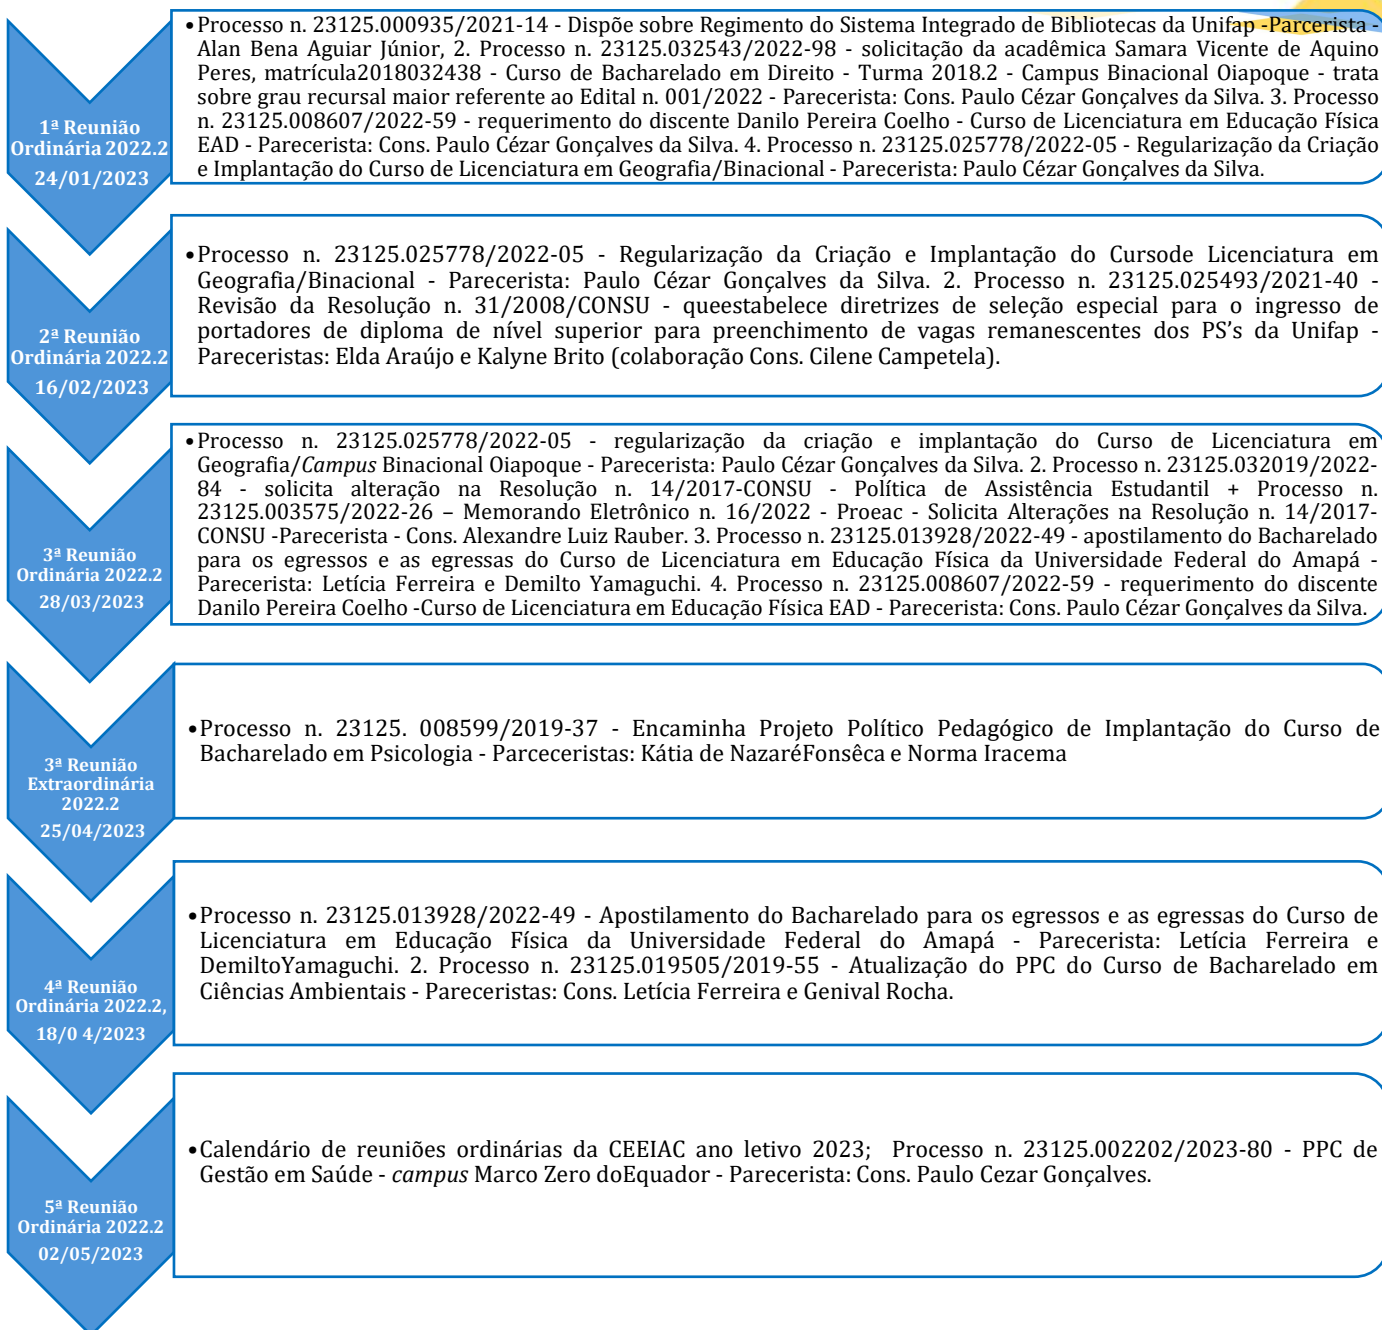 1ª Reunião
Ordinária 2022.2
24/01/2023
•Processo n. 23125.000935/2021-14 - Dispõe sobre Regimento do Sistema Integrado de Bibliotecas da Unifap -Parcerista -
Alan Bena Aguiar Júnior, 2. Processo n. 23125.032543/2022-98 - solicitação da acadêmica Samara Vicente de Aquino
Peres, matrícula2018032438 - Curso de Bacharelado em Direito - Turma 2018.2 - Campus Binacional Oiapoque - trata
sobre grau recursal maior referente ao Edital n. 001/2022 - Parecerista: Cons. Paulo Cézar Gonçalves da Silva. 3. Processo
n. 23125.008607/2022-59 - requerimento do discente Danilo Pereira Coelho - Curso de Licenciatura em Educação Física
EAD - Parecerista: Cons. Paulo Cézar Gonçalves da Silva. 4. Processo n. 23125.025778/2022-05 - Regularização da Criação
e Implantação do Curso de Licenciatura em Geografia/Binacional - Parecerista: Paulo Cézar Gonçalves da Silva.
2ª Reunião
Ordinária 2022.2
16/02/2023
•Processo n. 23125.025778/2022-05 - Regularização da Criação e Implantação do Cursode Licenciatura em
Geografia/Binacional - Parecerista: Paulo Cézar Gonçalves da Silva. 2. Processo n. 23125.025493/2021-40 -
Revisão da Resolução n. 31/2008/CONSU - queestabelece diretrizes de seleção especial para o ingresso de
portadores de diploma de nível superior para preenchimento de vagas remanescentes dos PS's da Unifap -
Pareceristas: Elda Araújo e Kalyne Brito (colaboração Cons. Cilene Campetela).
3ª Reunião
Ordinária 2022.2
28/03/2023
•Processo n. 23125.025778/2022-05 - regularização da criação e implantação do Curso de Licenciatura em
Geografia/Campus Binacional Oiapoque - Parecerista: Paulo Cézar Gonçalves da Silva. 2. Processo n. 23125.032019/2022-
84 - solicita alteração na Resolução n. 14/2017-CONSU - Política de Assistência Estudantil + Processo n.
23125.003575/2022-26 – Memorando Eletrônico n. 16/2022 - Proeac - Solicita Alterações na Resolução n. 14/2017-
CONSU -Parecerista - Cons. Alexandre Luiz Rauber. 3. Processo n. 23125.013928/2022-49 - apostilamento do Bacharelado
para os egressos e as egressas do Curso de Licenciatura em Educação Física da Universidade Federal do Amapá -
Parecerista: Letícia Ferreira e Demilto Yamaguchi. 4. Processo n. 23125.008607/2022-59 - requerimento do discente
Danilo Pereira Coelho -Curso de Licenciatura em Educação Física EAD - Parecerista: Cons. Paulo Cézar Gonçalves da Silva.
3ª Reunião
Extraordinária
2022.2
25/04/2023
•Processo n. 23125. 008599/2019-37 - Encaminha Projeto Político Pedagógico de Implantação do Curso de
Bacharelado em Psicologia - Parceceristas: Kátia de NazaréFonsêca e Norma Iracema
4ª Reunião
Ordinária 2022.2,
18/0 4/2023
•Processo n. 23125.013928/2022-49 - Apostilamento do Bacharelado para os egressos e as egressas do Curso de
Licenciatura em Educação Física da Universidade Federal do Amapá - Parecerista: Letícia Ferreira e
DemiltoYamaguchi. 2. Processo n. 23125.019505/2019-55 - Atualização do PPC do Curso de Bacharelado em
Ciências Ambientais - Pareceristas: Cons. Letícia Ferreira e Genival Rocha.
5ª Reunião
Ordinária 2022.2
02/05/2023
•Calendário de reuniões ordinárias da CEEIAC ano letivo 2023; Processo n. 23125.002202/2023-80 - PPC de
Gestão em Saúde - campus Marco Zero doEquador - Parecerista: Cons. Paulo Cezar Gonçalves.